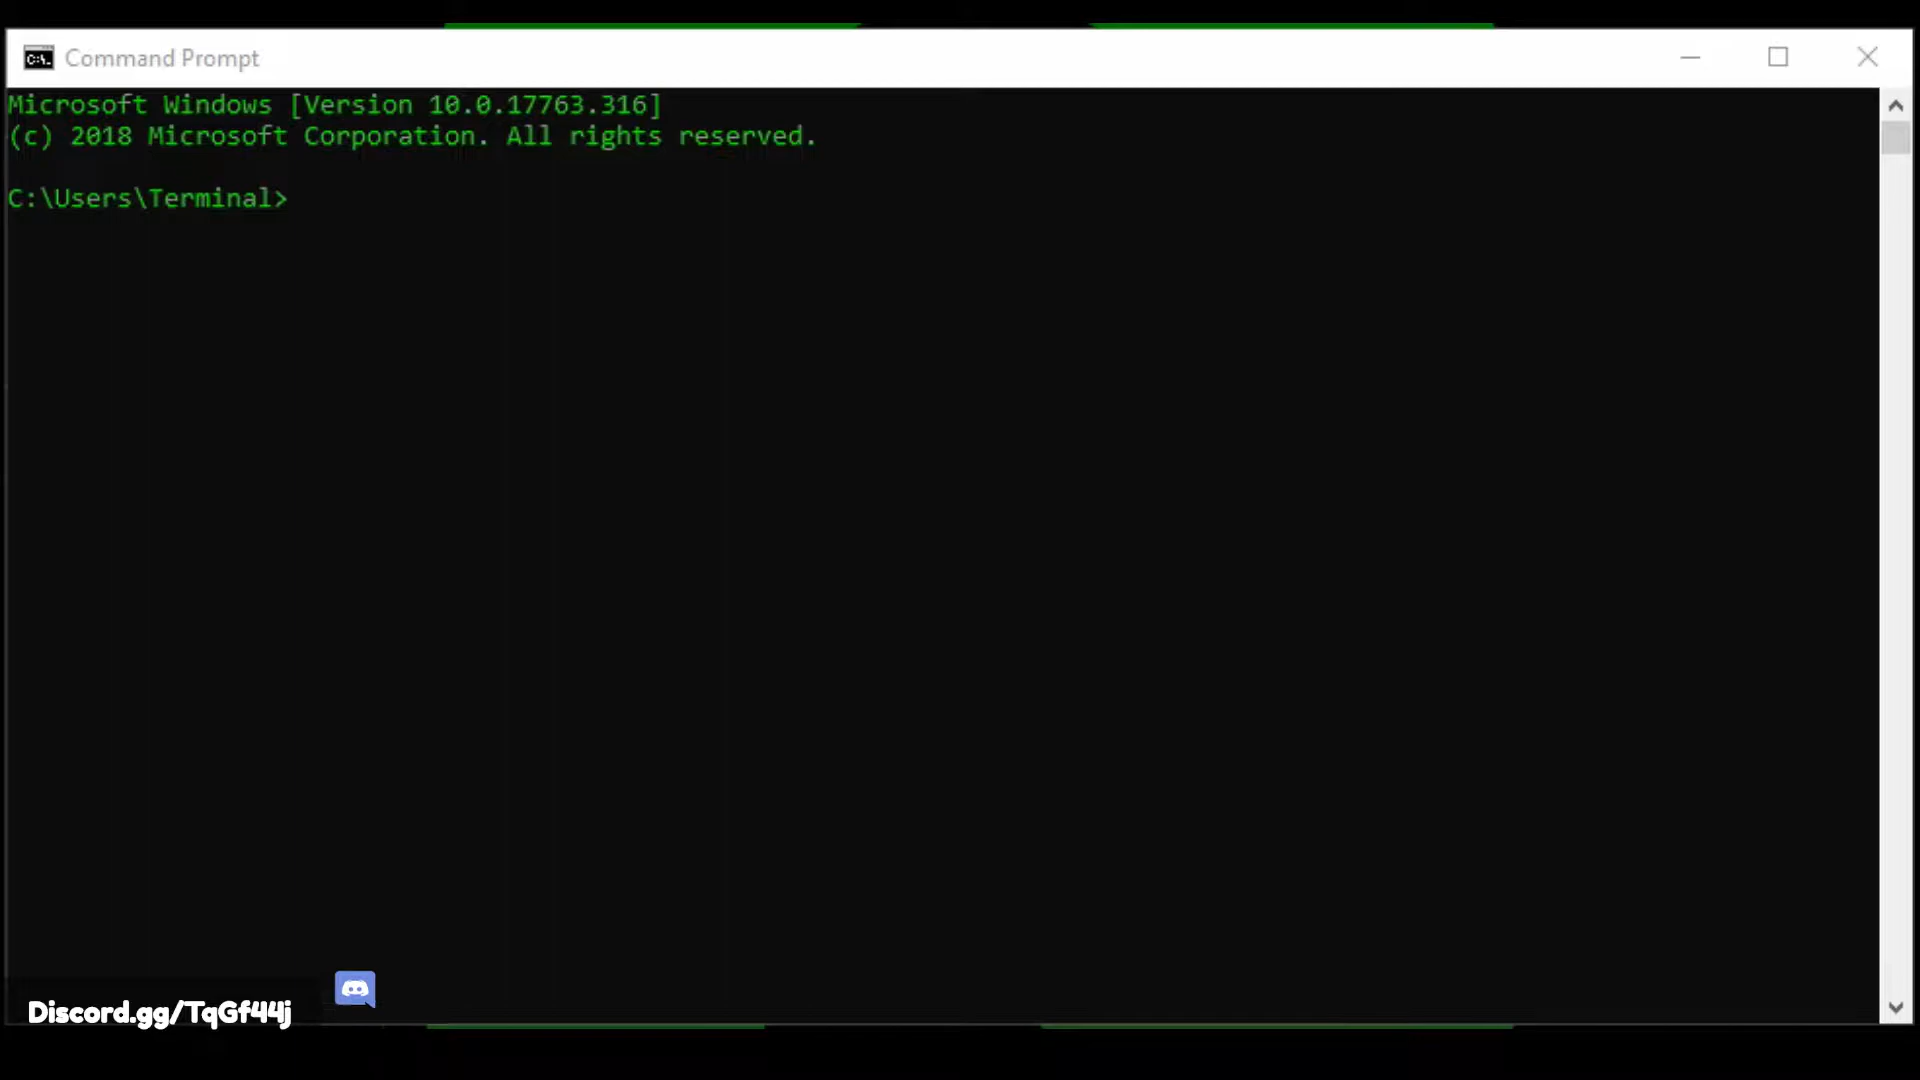 Command Prompt
Microsoft Windows [Version 10.0.17763.316]
(c) 2018 Microsoft Corporation. All rights reserved.
C:\Users\Terminal>
Discord.gg/TqGf44j